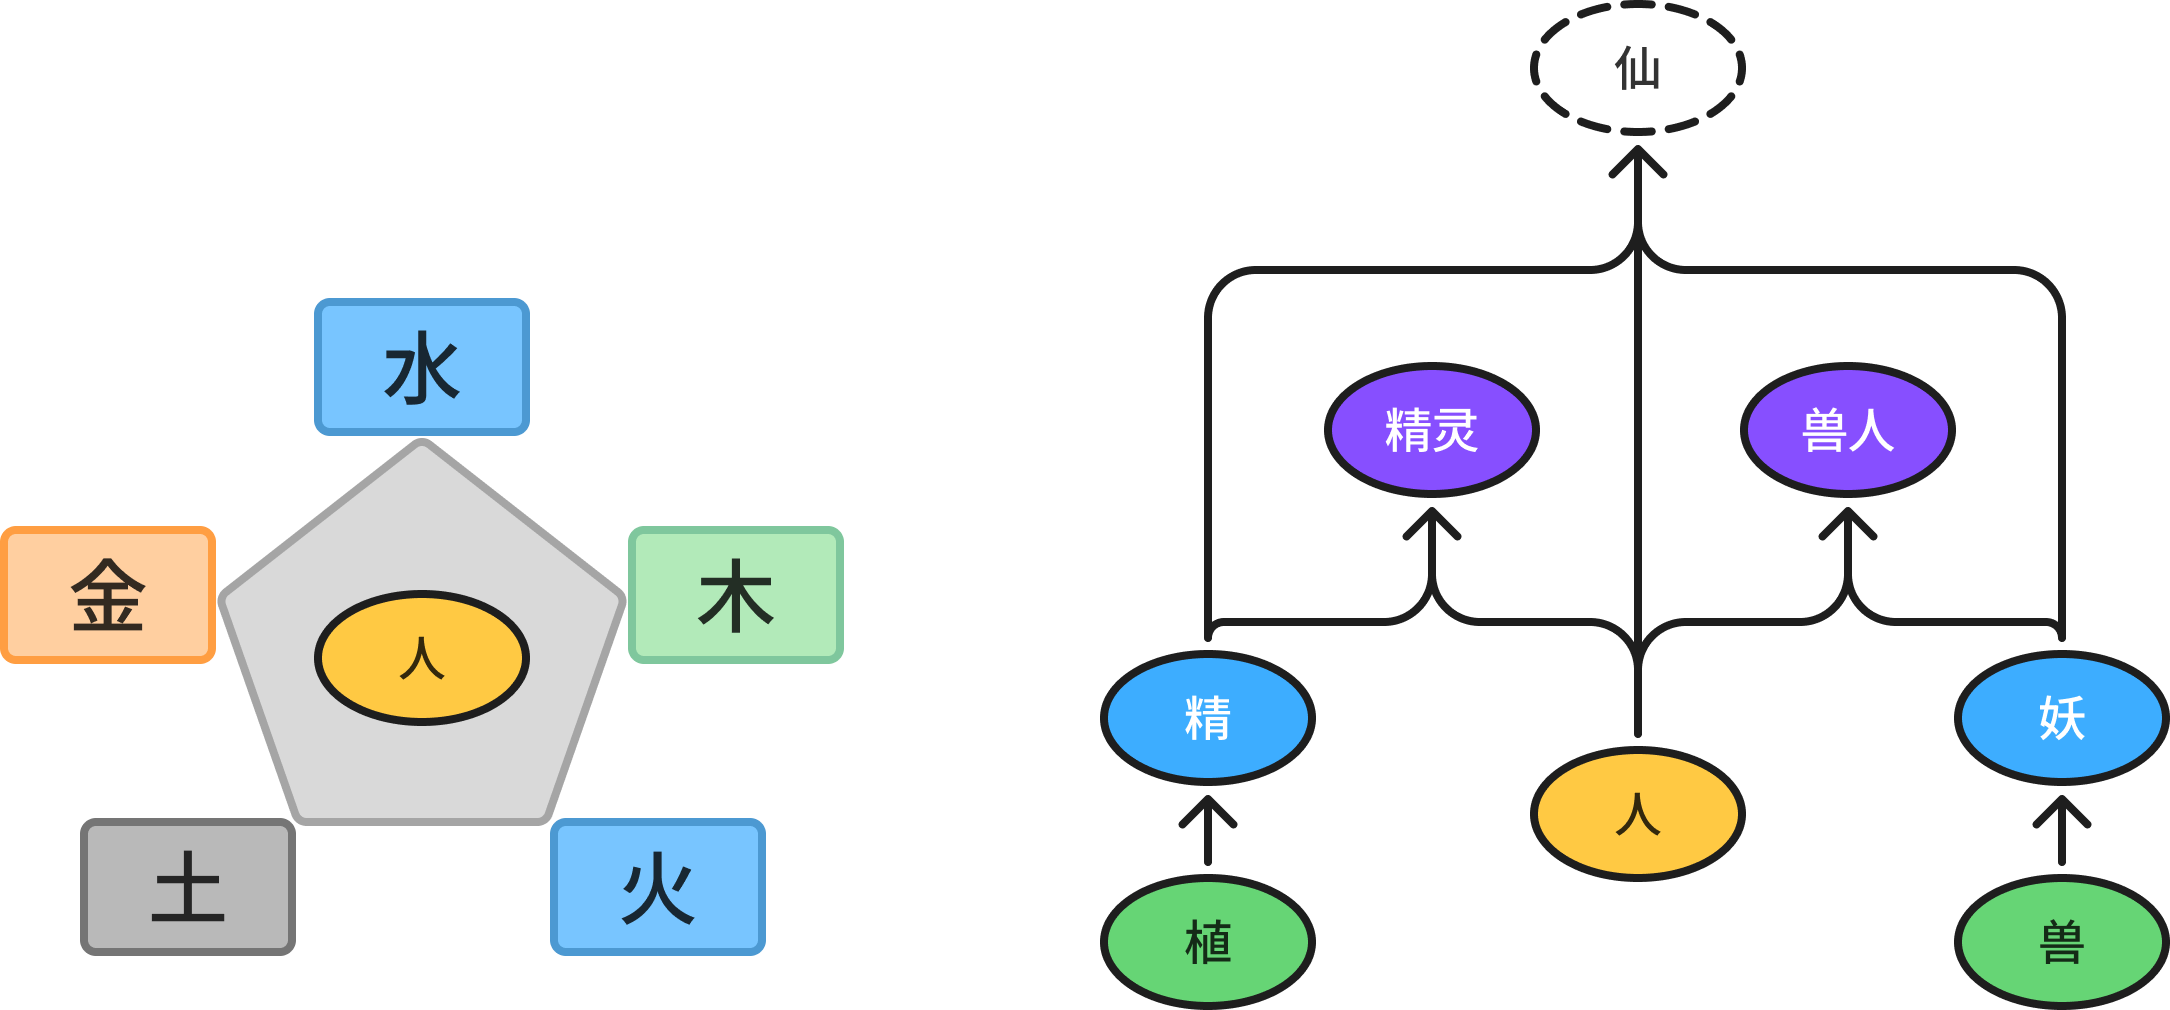 水
金
木
人
土
火
仙
精灵
兽人
精
人
妖
植
兽